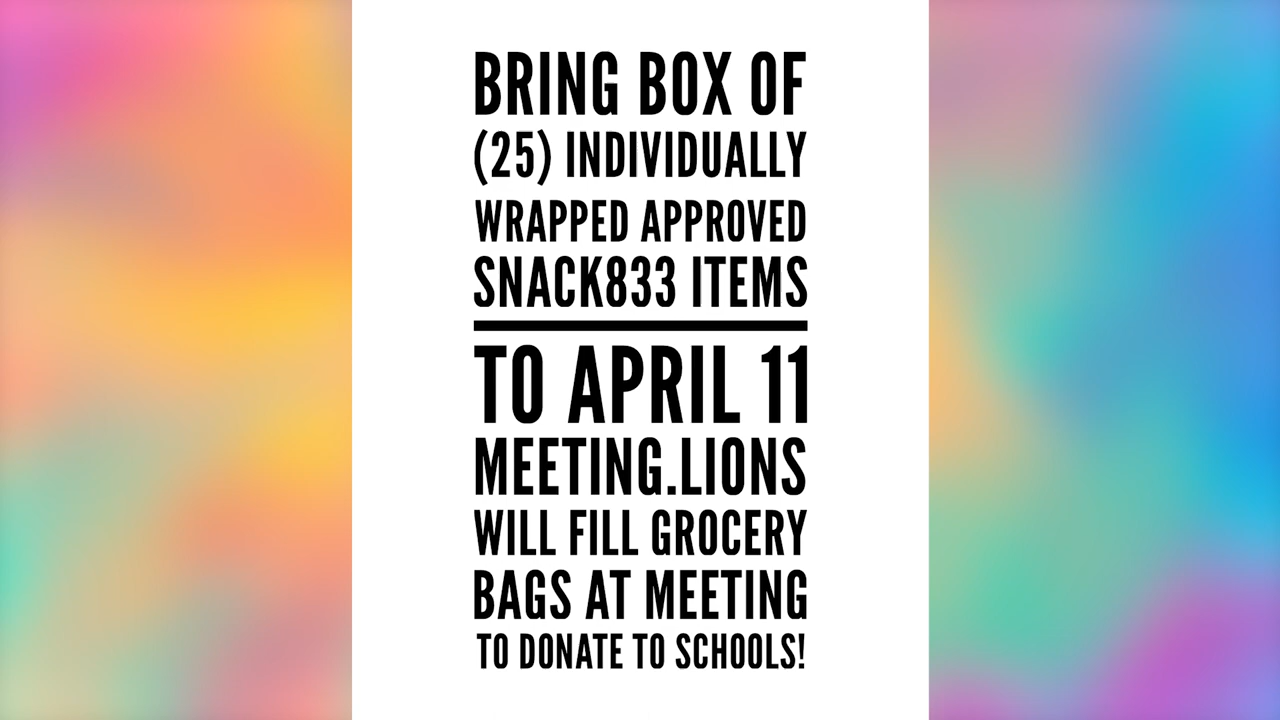 BRING BOX OF
(25) INDIVIDUALLY
WRAPPED APPROVED
SNACK833 ITEMS
TO APRIL 11
MEETING.LIONS
WILL FILL GROCERY
BAGS AT MEETING
TO DONATE TO SCHOOLS!